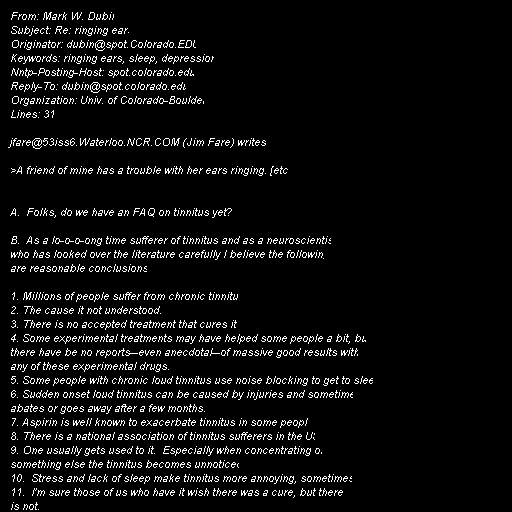 From: Mark W. Dubin
Subject: Re: ringing ear
Originator: dubin@spot.Colorado.EDU
Keywords: ringing ears, sleep, depression
Nntp-Posting-Host: spot.colorado.edu
Reply-To: dubin@spot.colorado.edu
Organization: Univ. of Colorado-Boulder
Lines: 31

jfare@53iss6.Waterloo.NCR.COM (Jim Fare) writes

>A friend of mine has a trouble with her ears ringing. [etc

A.  Folks, do we have an FAQ on tinnitus yet?

B.  As a lo-o-o-ong time sufferer of tinnitus and as a neuroscientis
who has looked over the literature carefully I believe the followin
are reasonable conclusions

1. Millions of people suffer from chronic tinnitu
2. The cause it not understood.
3. There is no accepted treatment that cures it
4. Some experimental treatments may have helped some people a bit, bu
there have be no reports--even anecdotal--of massive good results with
any of these experimental drugs.
5. Some people with chronic loud tinnitus use noise blocking to get to slee
6. Sudden onset loud tinnitus can be caused by injuries and sometime
abates or goes away after a few months.
7. Aspirin is well known to exacerbate tinnitus in some peopl
8. There is a national association of tinnitus sufferers in the U
9. One usually gets used to it.  Especially when concentrating o
something else the tinnitus becomes unnoticed
10.  Stress and lack of sleep make tinnitus more annoying, sometimes
11.  I'm sure those of us who have it wish there was a cure, but there
is not.